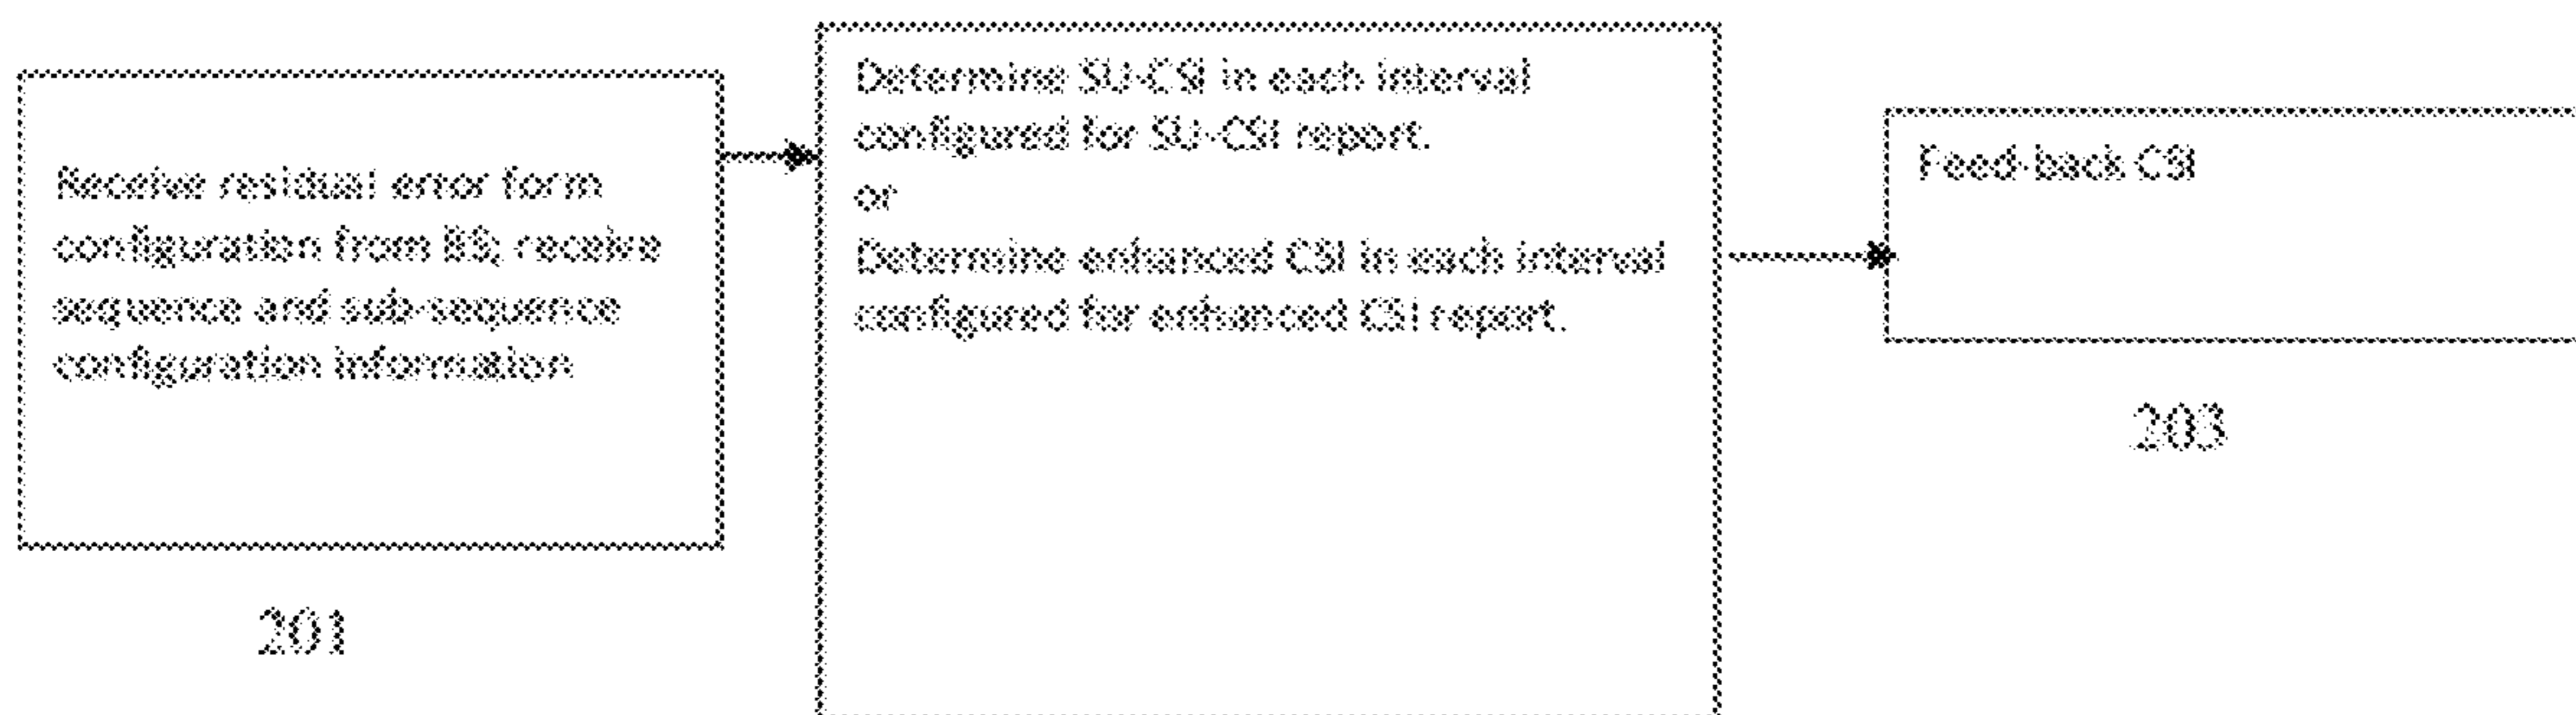 Receive residual error form
configuration from BS, receive
sequence and sub-sequence
configuration information
201
Determine SU-CSI in each interval
configured for SU-CSI report.
or
Determine enhanced CSI in each interval
configured for enhanced CSI report.
Feed-back CSI
203